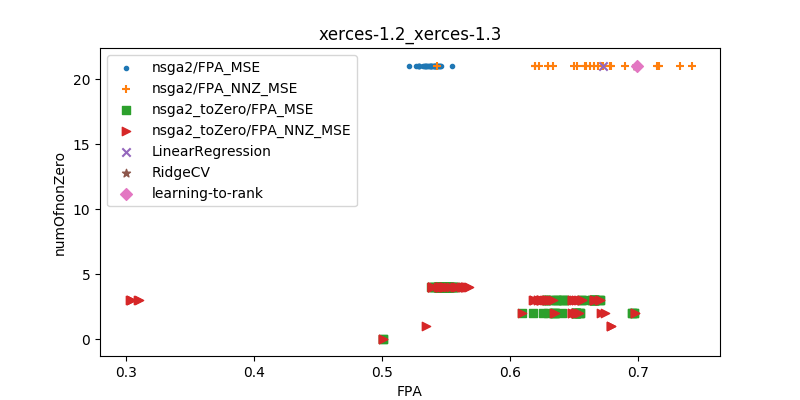 xerces-1.2_xerces-1.3
nsga2/FPA_MSE
nsga2/FPA_NNZ_MSE
nsga2_toZero/FPA_MSE
nsga2_toZero/FPA_NNZ_MSE
LinearRegression
RidgeCV
learning-to-rank
numOfnonZero
20
15
10
5
0
0.3 0.4 0.5 0.6 0.7
FPA